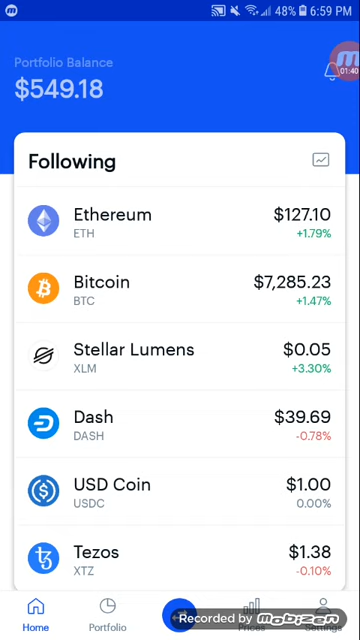 48% 6:59 PM
Portfolio Balance
$549.18
01:40
Following
Ethereum $127.10
ETH +1.79%
Bitcoin $7,285.23
BTC +1.47%
Stellar Lumens $0.05
XLM +3.30%
Dash $39.69
DASH -0.78%
USD Coin $1.00
USDC 0.00%
Tezos $1.38
XTZ -0.10%
Recorded by mobizen
Home Portfolio Prices Settings